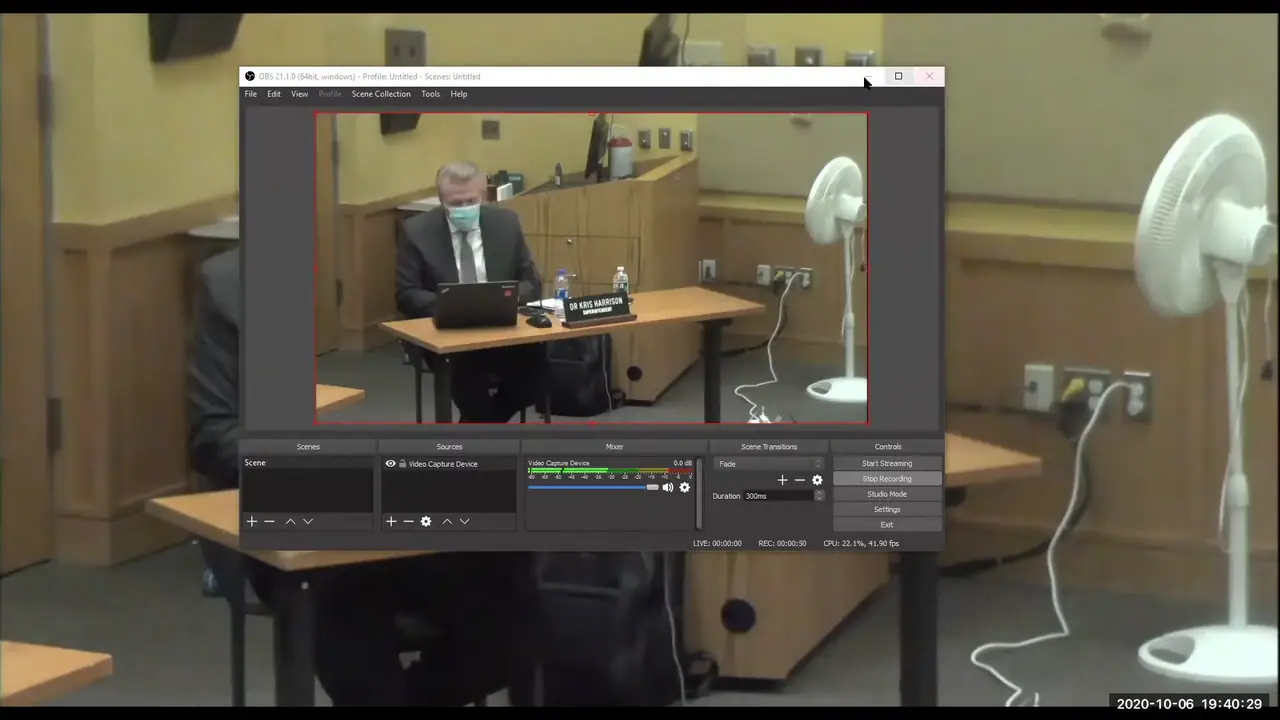 OBS 21.1.0 (64bit, windows) - Profile: Untitled - Scenes: Untitled
File Edit View Profile Scene Collection Tools Help
DR KRIS HARRISON
SUPERINTENDENT
Scenes Sources Mixer Scene Transitions Controls
Scene
Video Capture Device
Video Capture Device 0.0 dB
Fade
Duration 300ms
Start Streaming
Stop Recording
Studio Mode
Settings
Exit
LIVE: 00:00:00 REC: 00:00:50 CPU: 22.1%, 41.90 fps
2020-10-06 19:40:29